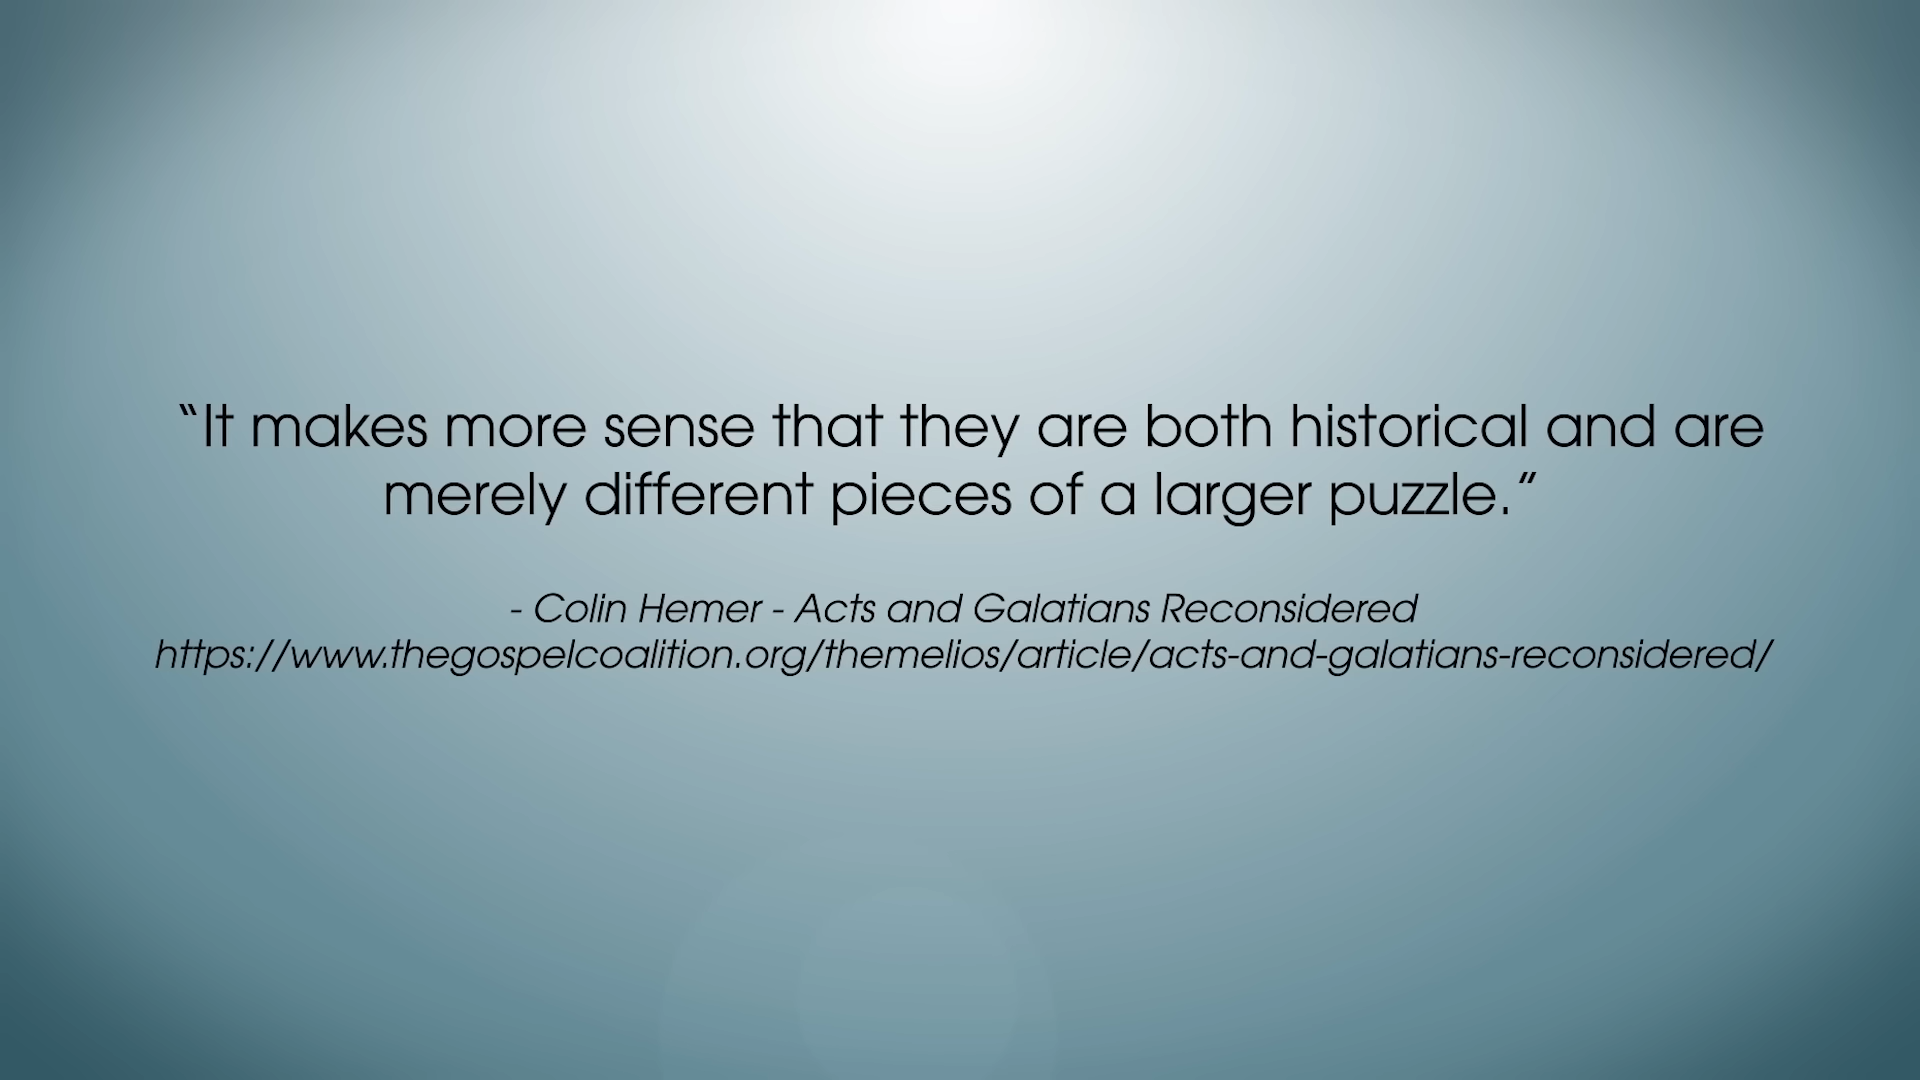 “It makes more sense that they are both historical and are
merely different pieces of a larger puzzle.”
- Colin Hemer - Acts and Galatians Reconsidered
https://www.thegospelcoalition.org/themelios/article/acts-and-galatians-reconsidered/